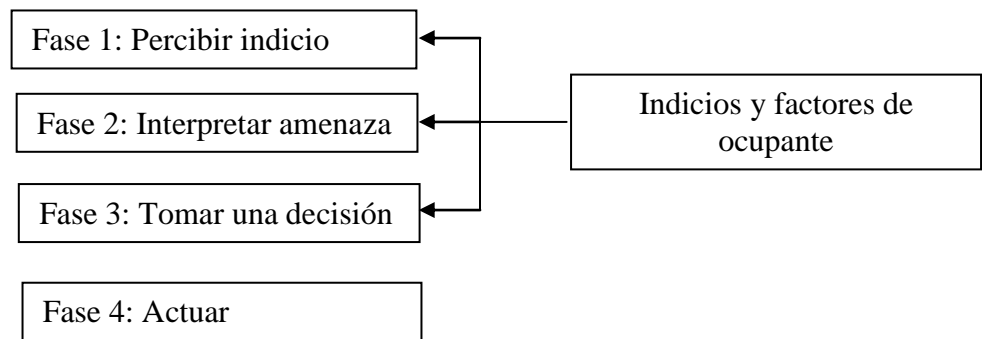 Fase 1: Percibir indicio
Fase 2: Interpretar amenaza
Indicios y factores de
ocupante
Fase 3: Tomar una decisión
Fase 4: Actuar